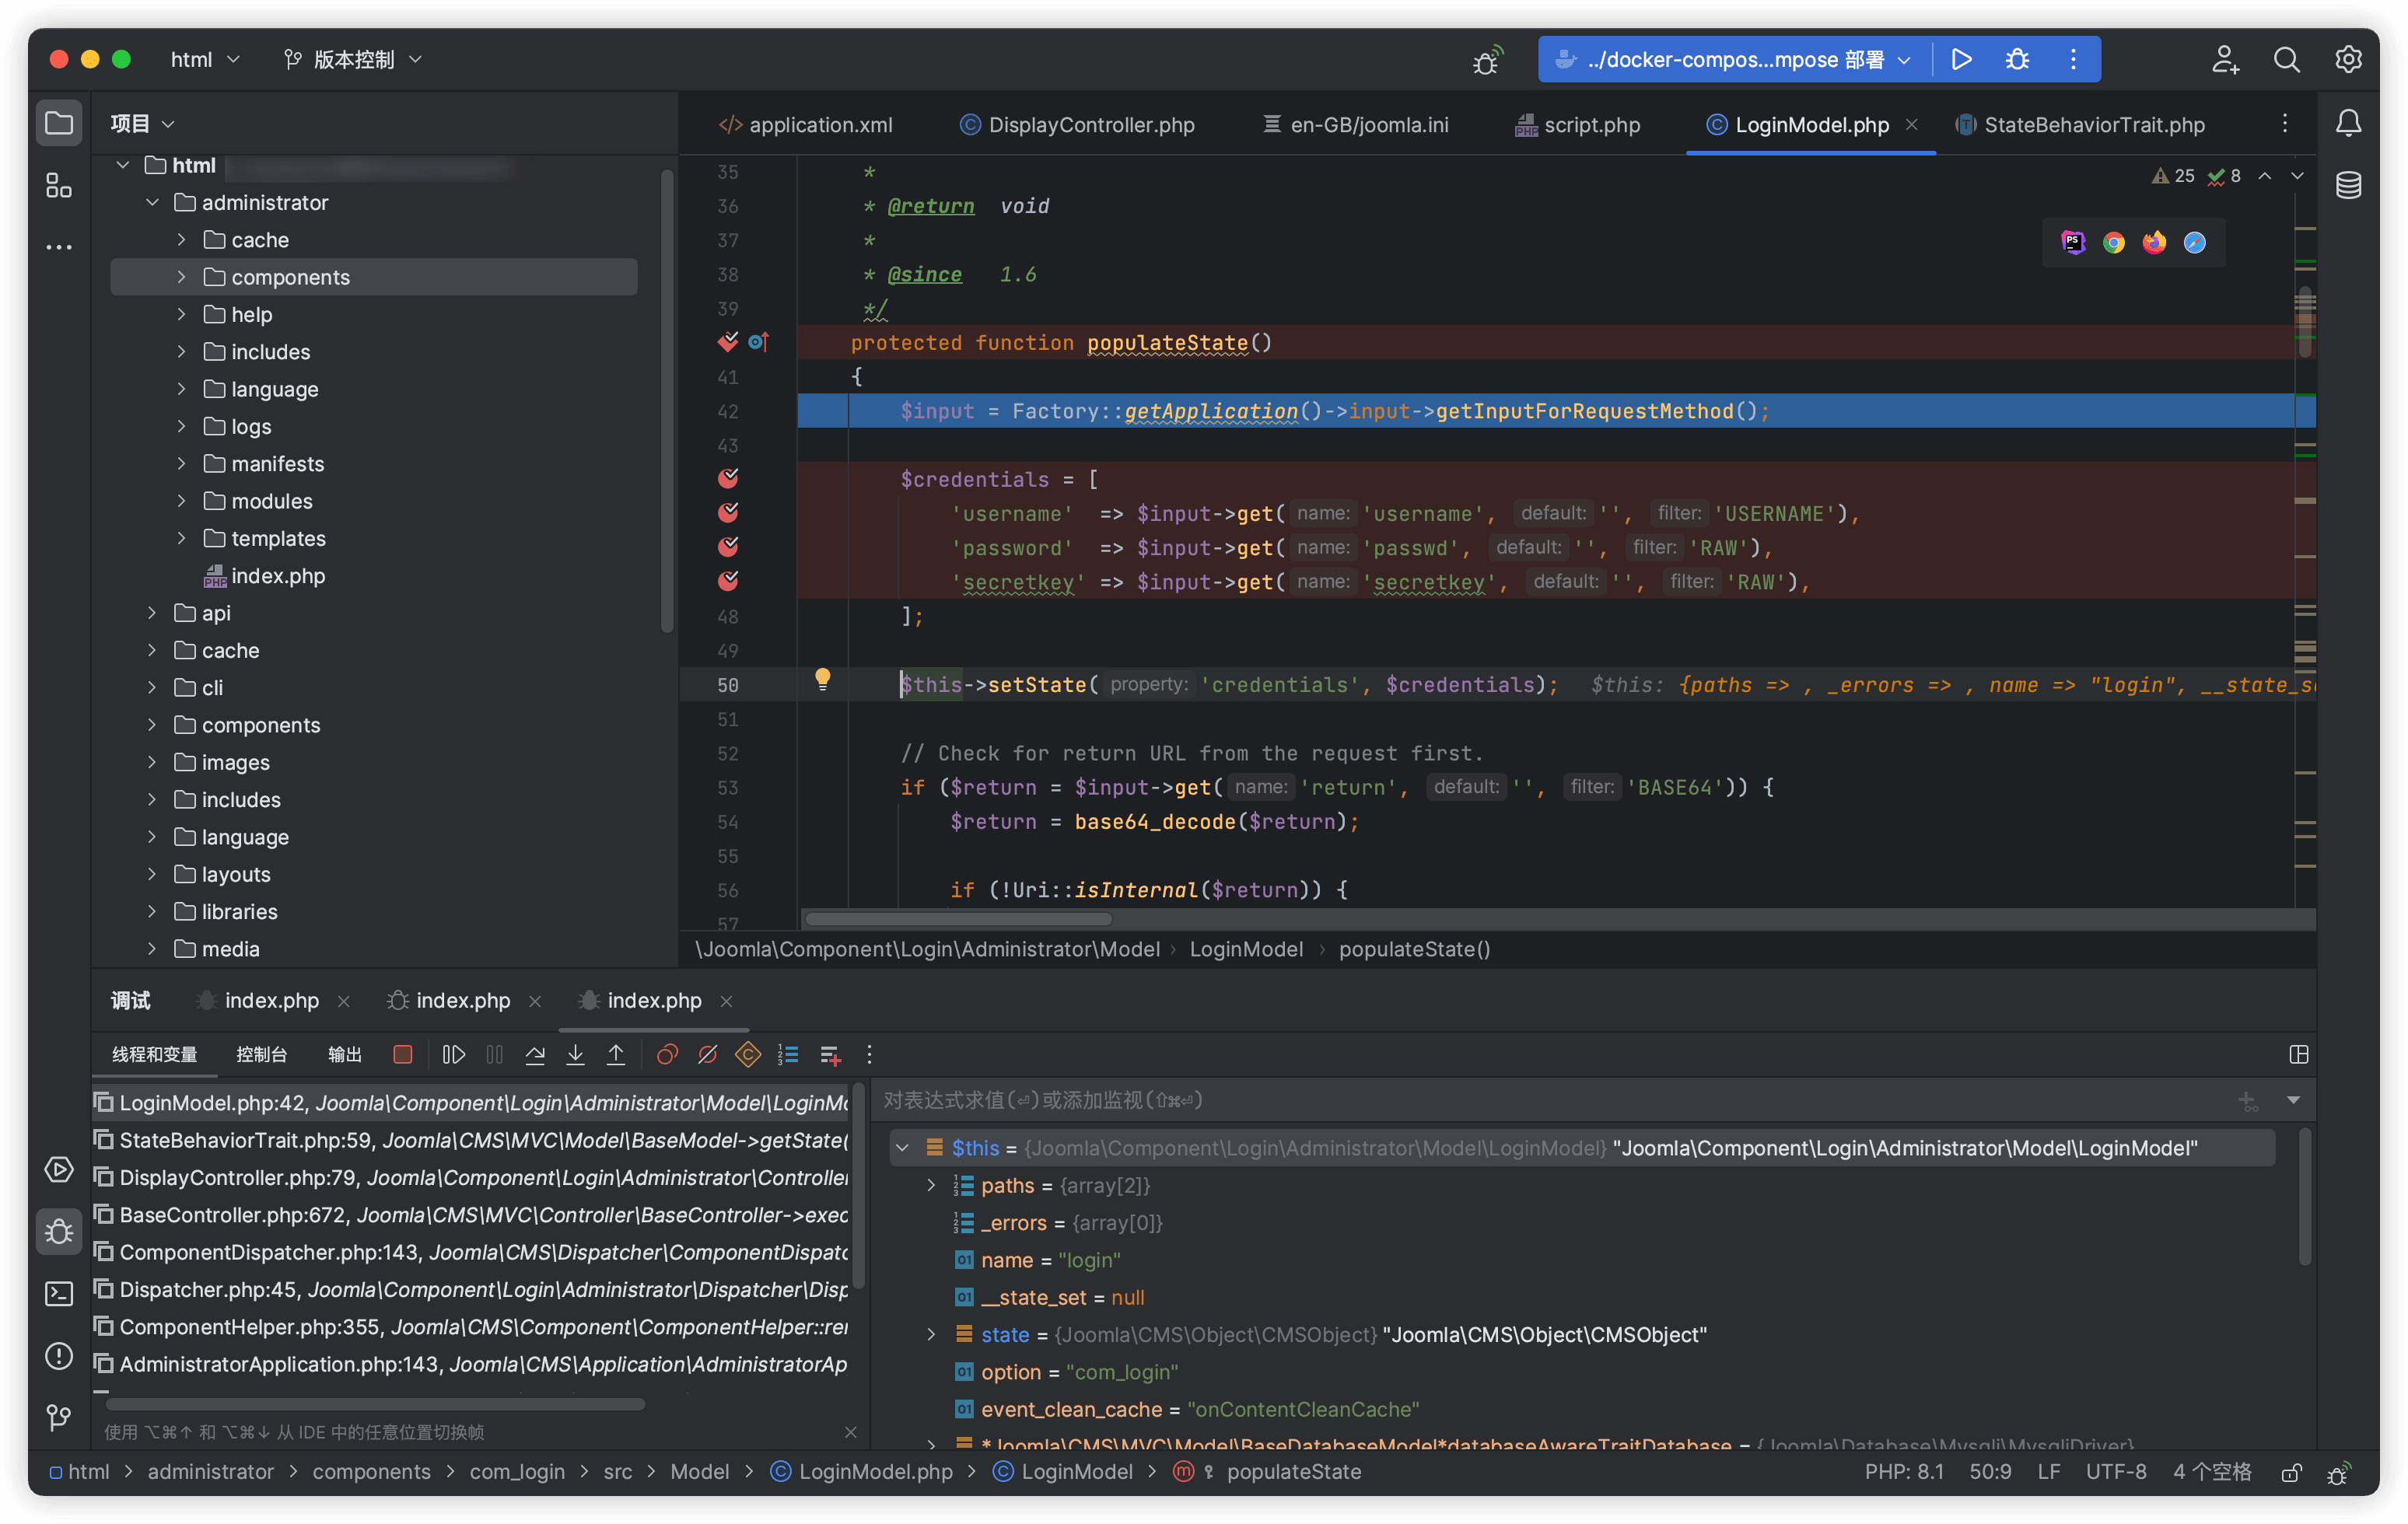 html
版本控制
../docker-compos...mpose 部署
项目
application.xml
DisplayController.php
en-GB/joomla.ini
script.php
LoginModel.php
StateBehaviorTrait.php
html
administrator
cache
components
help
includes
language
logs
manifests
modules
templates
index.php
api
cache
cli
components
images
includes
language
layouts
libraries
media
25 8
35 *
36 * @return void
37 *
38 * @since 1.6
39 */
protected function populateState()
41 {
42 $input = Factory::getApplication()->input->getInputForRequestMethod();
43
$credentials = [
'username' => $input->get( name: 'username', default: '', filter: 'USERNAME'),
'password' => $input->get( name: 'passwd', default: '', filter: 'RAW'),
'secretkey' => $input->get( name: 'secretkey', default: '', filter: 'RAW'),
48 ];
49
50 $this->setState( property: 'credentials', $credentials); $this: {paths => , _errors => , name => "login", __state_s
51
52 // Check for return URL from the request first.
53 if ($return = $input->get( name: 'return', default: '', filter: 'BASE64')) {
54 $return = base64_decode($return);
55
56 if (!Uri::isInternal($return)) {
57
\Joomla\Component\Login\Administrator\Model › LoginModel › populateState()
调试
index.php
index.php
index.php
线程和变量
控制台
输出
LoginModel.php:42, Joomla\Component\Login\Administrator\Model\LoginMo
StateBehaviorTrait.php:59, Joomla\CMS\MVC\Model\BaseModel->getState(
DisplayController.php:79, Joomla\Component\Login\Administrator\Controller
BaseController.php:672, Joomla\CMS\MVC\Controller\BaseController->exec
ComponentDispatcher.php:143, Joomla\CMS\Dispatcher\ComponentDispatc
Dispatcher.php:45, Joomla\Component\Login\Administrator\Dispatcher\Disp
ComponentHelper.php:355, Joomla\CMS\Component\ComponentHelper::rer
AdministratorApplication.php:143, Joomla\CMS\Application\AdministratorAp
使用 ⌥⌘↑ 和 ⌥⌘↓ 从 IDE 中的任意位置切换帧
对表达式求值(⏎)或添加监视(⇧⌘⏎)
$this = {Joomla\Component\Login\Administrator\Model\LoginModel} "Joomla\Component\Login\Administrator\Model\LoginModel"
paths = {array[2]}
_errors = {array[0]}
name = "login"
__state_set = null
state = {Joomla\CMS\Object\CMSObject} "Joomla\CMS\Object\CMSObject"
option = "com_login"
event_clean_cache = "onContentCleanCache"
*Joomla\CMS\MVC\Model\BaseDatabaseModel*databaseAwareTraitDatabase = {Joomla\Database\Mysqli\MysqliDriver}
html > administrator > components > com_login > src > Model > LoginModel.php > LoginModel > populateState
PHP: 8.1 50:9 LF UTF-8 4 个空格